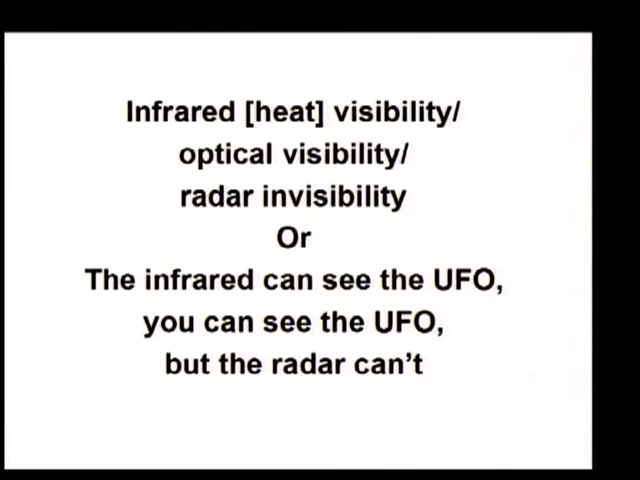 Infrared [heat] visibility/
optical visibility/
radar invisibility
Or
The infrared can see the UFO,
you can see the UFO,
but the radar can’t